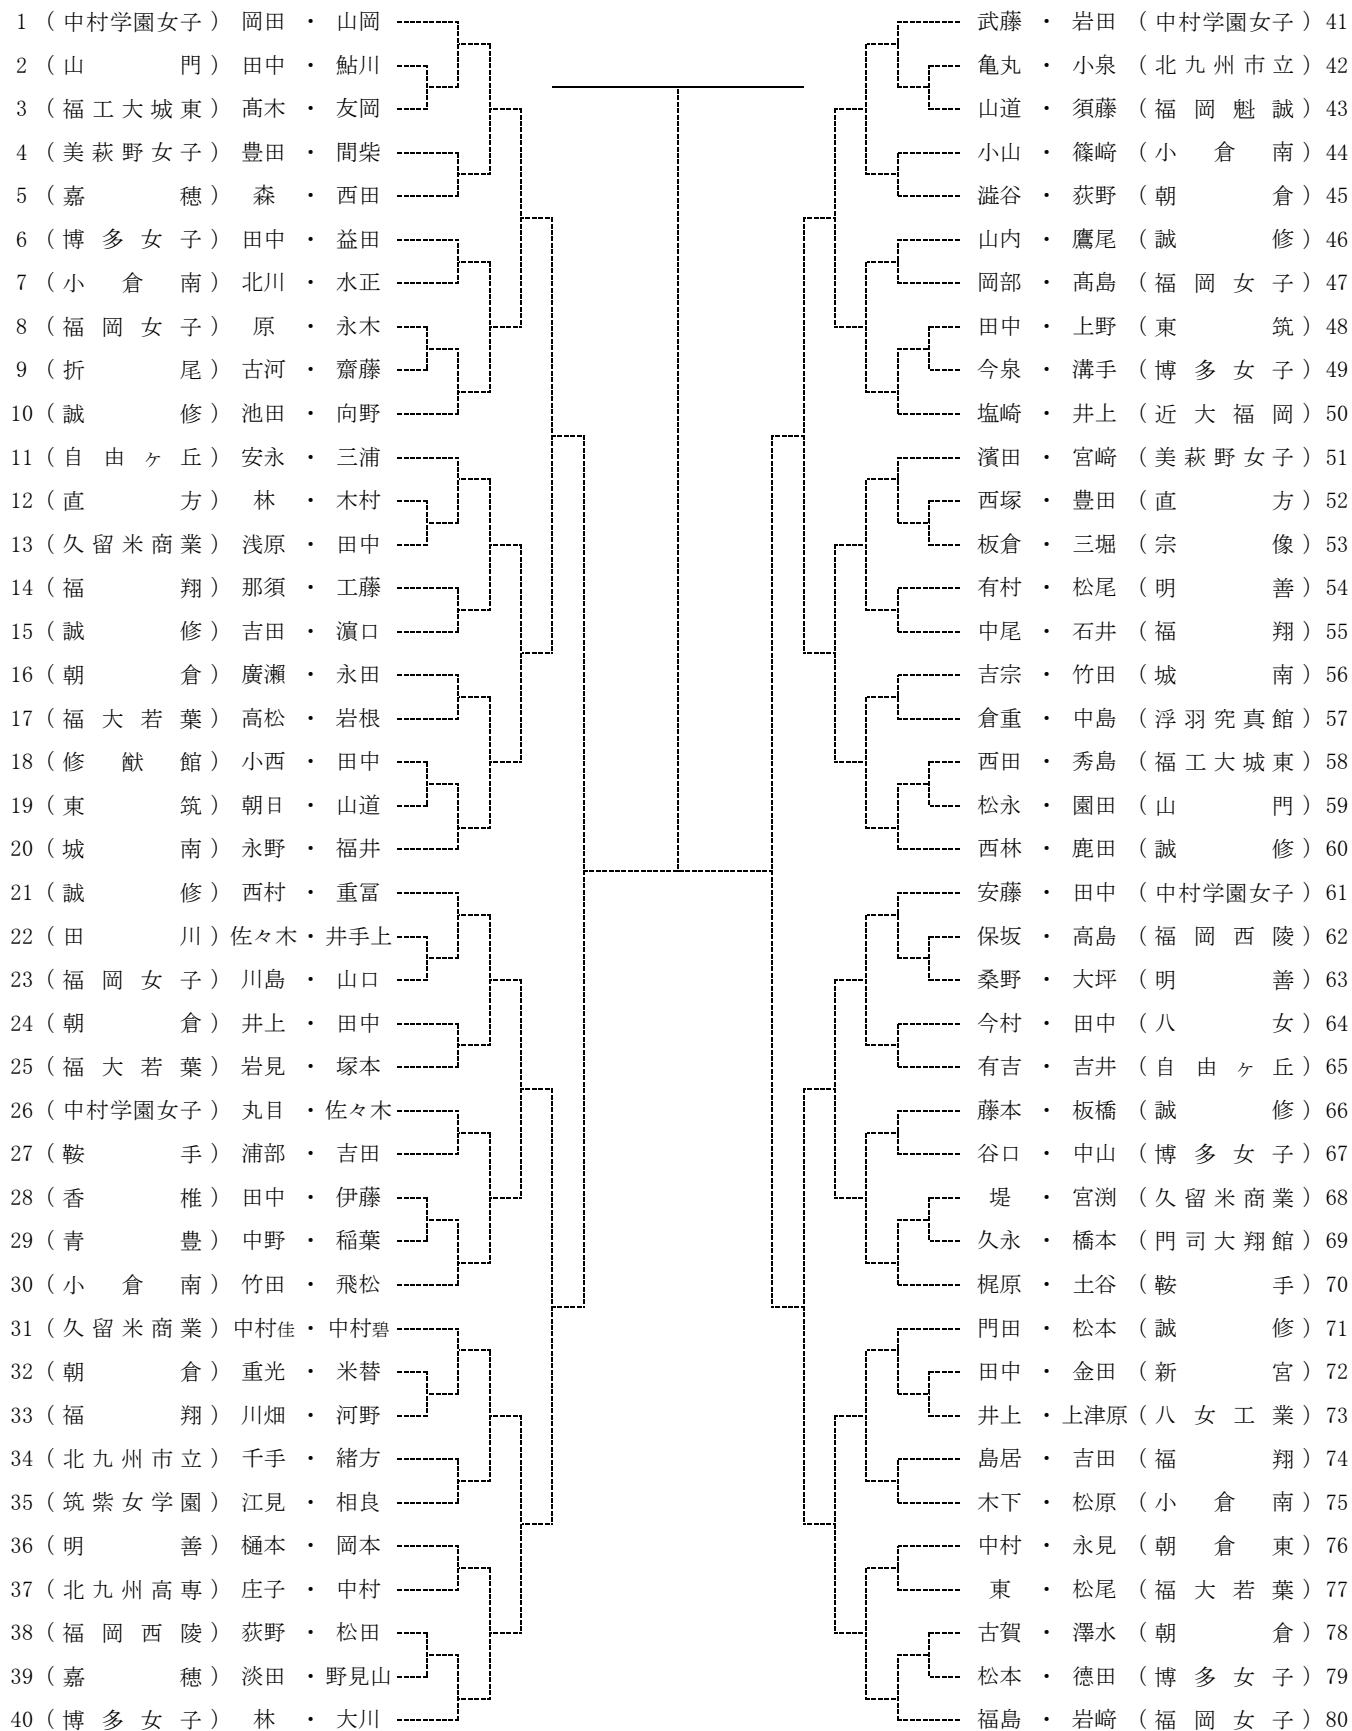 1 （中村学園女子） 岡田 ・ 山岡
2 （山門） 田中 ・ 鮎川
3 （福工大城東） 髙木 ・ 友岡
4 （美萩野女子） 豊田 ・ 間柴
5 （嘉穂） 森 ・ 西田
6 （博多女子） 田中 ・ 益田
7 （小倉南） 北川 ・ 水正
8 （福岡女子） 原 ・ 永木
9 （折尾） 古河 ・ 齋藤
10 （誠修） 池田 ・ 向野
11 （自由ヶ丘） 安永 ・ 三浦
12 （直方） 林 ・ 木村
13 （久留米商業） 浅原 ・ 田中
14 （福翔） 那須 ・ 工藤
15 （誠修） 吉田 ・ 濵口
16 （朝倉） 廣瀨 ・ 永田
17 （福大若葉） 高松 ・ 岩根
18 （修猷館） 小西 ・ 田中
19 （東筑） 朝日 ・ 山道
20 （城南） 永野 ・ 福井
21 （誠修） 西村 ・ 重冨
22 （田川） 佐々木 ・ 井手上
23 （福岡女子） 川島 ・ 山口
24 （朝倉） 井上 ・ 田中
25 （福大若葉） 岩見 ・ 塚本
26 （中村学園女子） 丸目 ・ 佐々木
27 （鞍手） 浦部 ・ 吉田
28 （香椎） 田中 ・ 伊藤
29 （青豊） 中野 ・ 稲葉
30 （小倉南） 竹田 ・ 飛松
31 （久留米商業） 中村佳 ・ 中村碧
32 （朝倉） 重光 ・ 米替
33 （福翔） 川畑 ・ 河野
34 （北九州市立） 千手 ・ 緒方
35 （筑紫女学園） 江見 ・ 相良
36 （明善） 樋本 ・ 岡本
37 （北九州高専） 庄子 ・ 中村
38 （福岡西陵） 荻野 ・ 松田
39 （嘉穂） 淡田 ・ 野見山
40 （博多女子） 林 ・ 大川
武藤 ・ 岩田 （中村学園女子） 41
亀丸 ・ 小泉 （北九州市立） 42
山道 ・ 須藤 （福岡魁誠） 43
小山 ・ 篠﨑 （小倉南） 44
澁谷 ・ 荻野 （朝倉） 45
山内 ・ 鷹尾 （誠修） 46
岡部 ・ 髙島 （福岡女子） 47
田中 ・ 上野 （東筑） 48
今泉 ・ 溝手 （博多女子） 49
塩崎 ・ 井上 （近大福岡） 50
濱田 ・ 宮﨑 （美萩野女子） 51
西塚 ・ 豊田 （直方） 52
板倉 ・ 三堀 （宗像） 53
有村 ・ 松尾 （明善） 54
中尾 ・ 石井 （福翔） 55
吉宗 ・ 竹田 （城南） 56
倉重 ・ 中島 （浮羽究真館） 57
西田 ・ 秀島 （福工大城東） 58
松永 ・ 園田 （山門） 59
西林 ・ 鹿田 （誠修） 60
安藤 ・ 田中 （中村学園女子） 61
保坂 ・ 高島 （福岡西陵） 62
桑野 ・ 大坪 （明善） 63
今村 ・ 田中 （八女） 64
有吉 ・ 吉井 （自由ヶ丘） 65
藤本 ・ 板橋 （誠修） 66
谷口 ・ 中山 （博多女子） 67
堤 ・ 宮渕 （久留米商業） 68
久永 ・ 橋本 （門司大翔館） 69
梶原 ・ 土谷 （鞍手） 70
門田 ・ 松本 （誠修） 71
田中 ・ 金田 （新宮） 72
井上 ・ 上津原 （八女工業） 73
島居 ・ 吉田 （福翔） 74
木下 ・ 松原 （小倉南） 75
中村 ・ 永見 （朝倉東） 76
東 ・ 松尾 （福大若葉） 77
古賀 ・ 澤水 （朝倉） 78
松本 ・ 德田 （博多女子） 79
福島 ・ 岩﨑 （福岡女子） 80